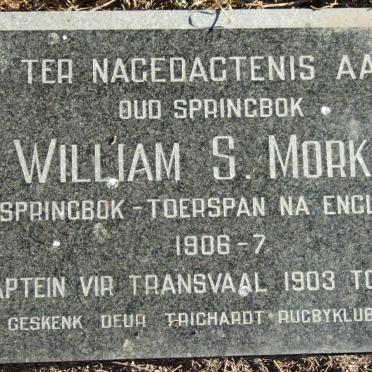 TER NAGEDACTENIS AA
OUD SPRINGBOK
WILLIAM S. MORK
SPRINGBOK - TOERSPAN NA ENGL
1906 - 7
APTEIN VIR TRANSVAAL 1903 TO
GESKENK DEUR TRICHARDT RUGBYKLUB